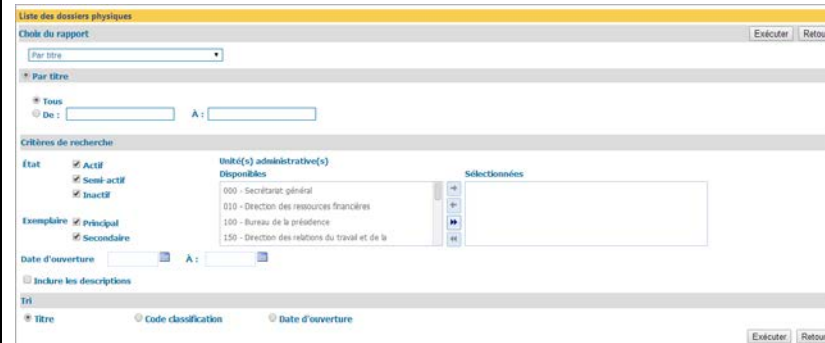 Liste des dossiers physiques
Choix du rapport
Exécuter Retour
Par titre
Par titre
Tous
De : À :
Critères de recherche
État Actif
Semi-actif
Inactif
Exemplaire Principal
Secondaire
Unité(s) administrative(s)
Disponibles Sélectionnées
000 - Secrétariat général
010 - Direction des ressources financières
100 - Bureau de la présidence
150 - Direction des relations du travail et de la
Date d'ouverture À :
Inclure les descriptions
Tri
Titre Code classification Date d'ouverture
Exécuter Retour